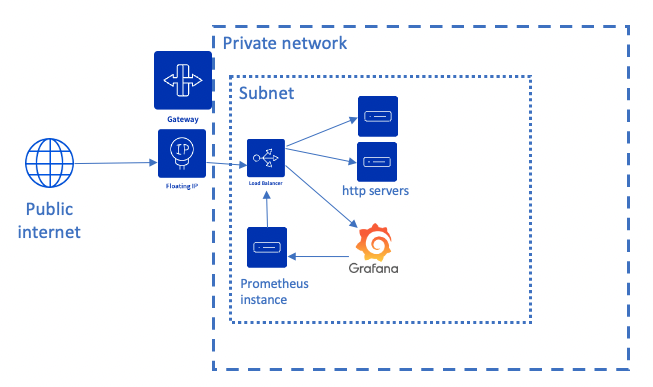 Private network
Subnet
Gateway
IP
Floating IP
Load Balancer
http servers
Public
internet
Grafana
Prometheus
instance